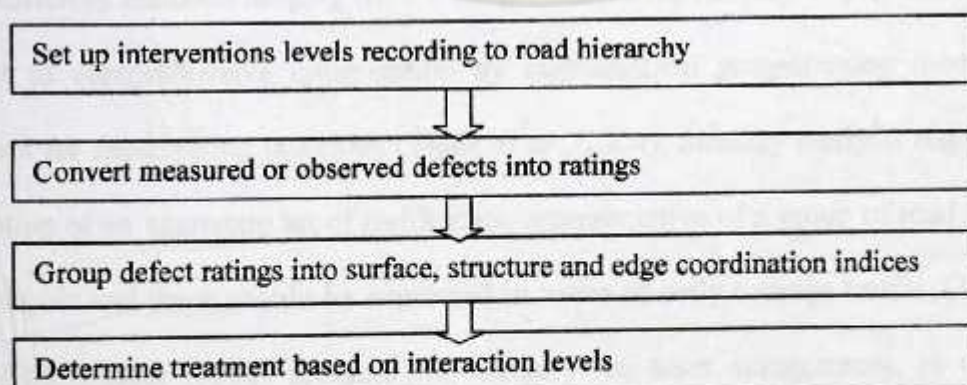 Set up interventions levels recording to road hierarchy
Convert measured or observed defects into ratings
Group defect ratings into surface, structure and edge coordination indices
Determine treatment based on interaction levels